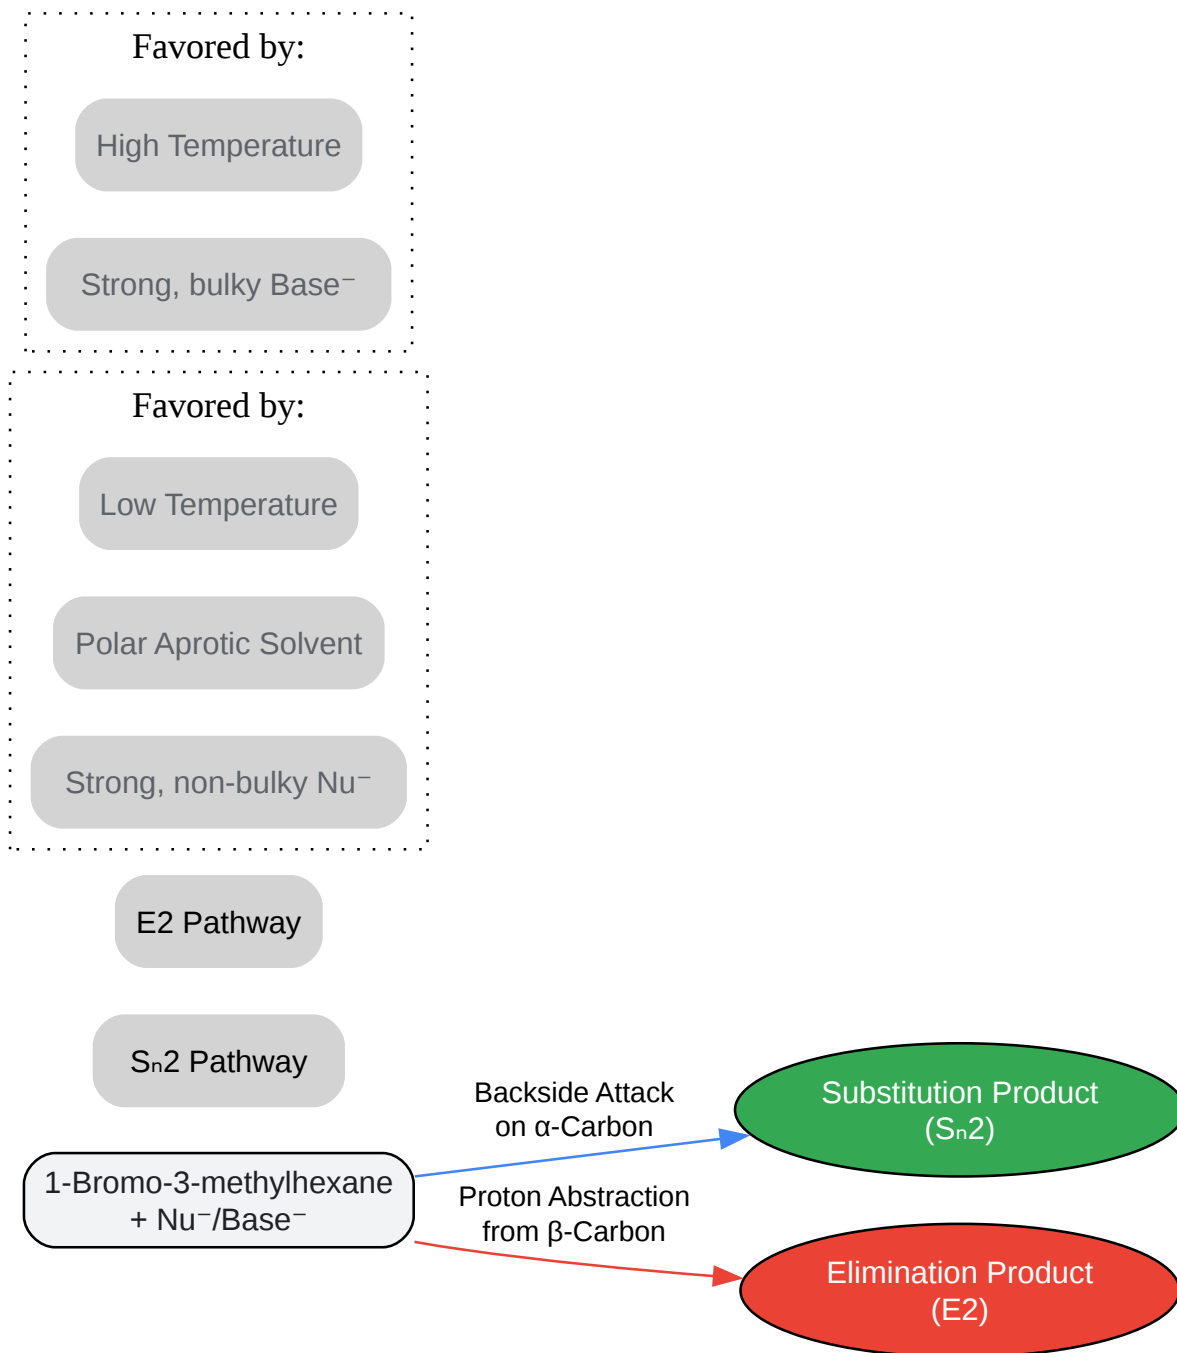 Favored by:
High Temperature
Strong, bulky Base⁻
Favored by:
Low Temperature
Polar Aprotic Solvent
Strong, non-bulky Nu⁻
E2 Pathway
Sₙ2 Pathway
Backside Attack
on α-Carbon
Substitution Product
(Sₙ2)
1-Bromo-3-methylhexane
+ Nu⁻/Base⁻
Proton Abstraction
from β-Carbon
Elimination Product
(E2)